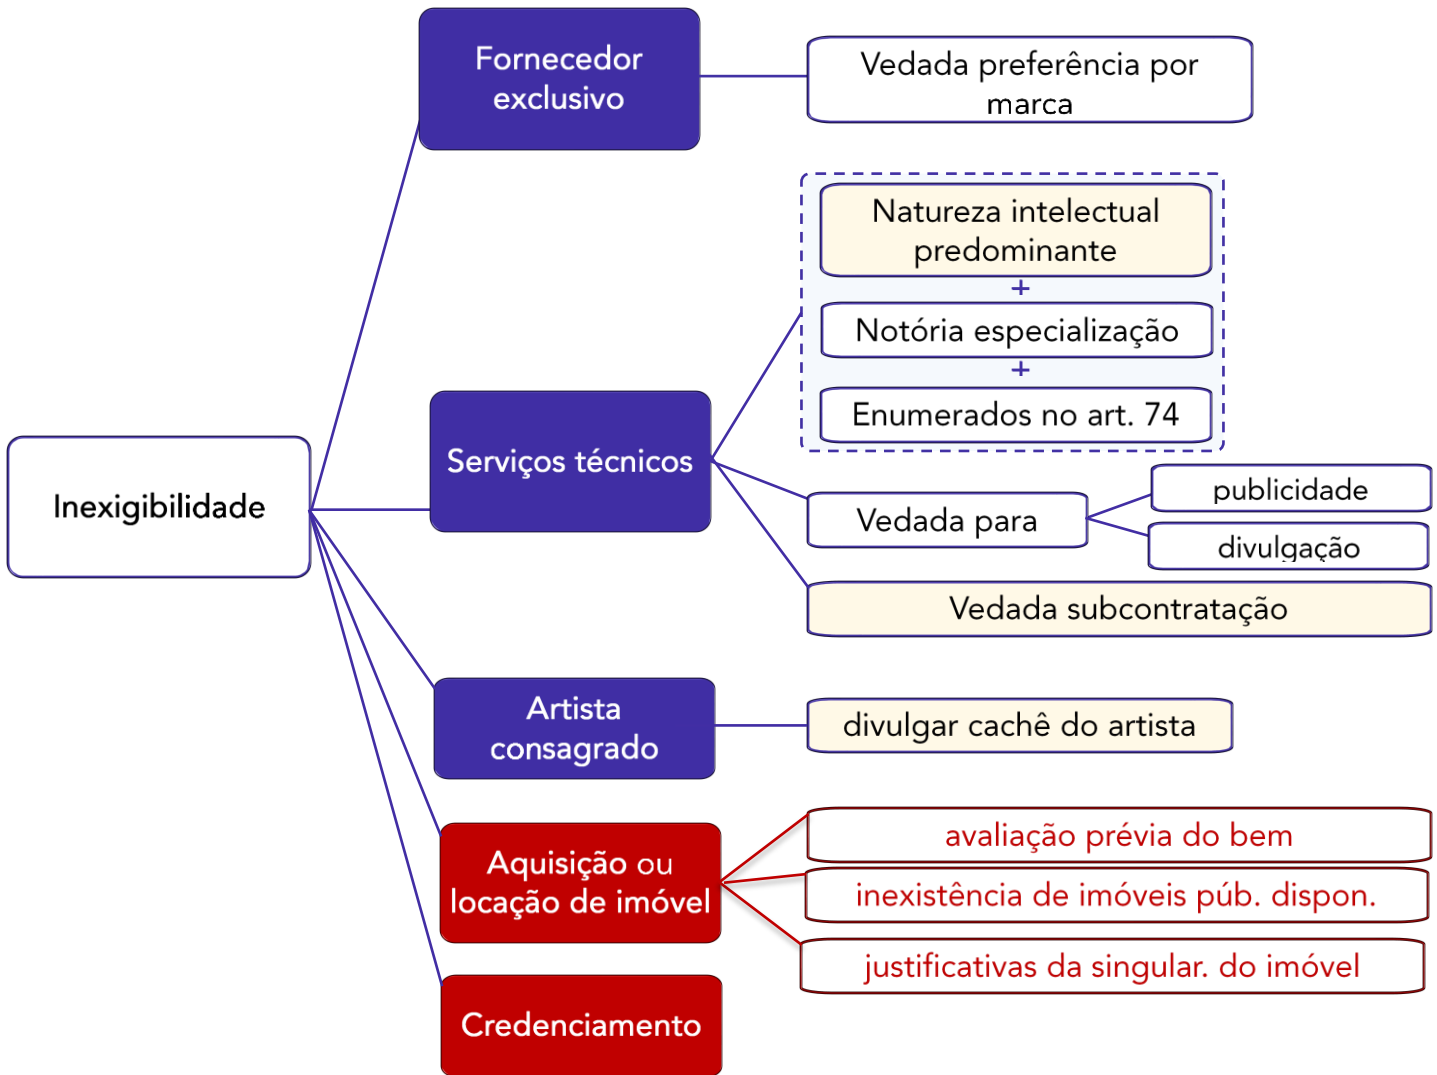 Inexigibilidade
Fornecedor
exclusivo
Vedada preferência por
marca
Serviços técnicos
Natureza intelectual
predominante
+
Notória especialização
+
Enumerados no art. 74
Vedada para
publicidade
divulgação
Vedada subcontratação
Artista
consagrado
divulgar cachê do artista
Aquisição ou
locação de imóvel
avaliação prévia do bem
inexistência de imóveis púb. dispon.
justificativas da singular. do imóvel
Credenciamento